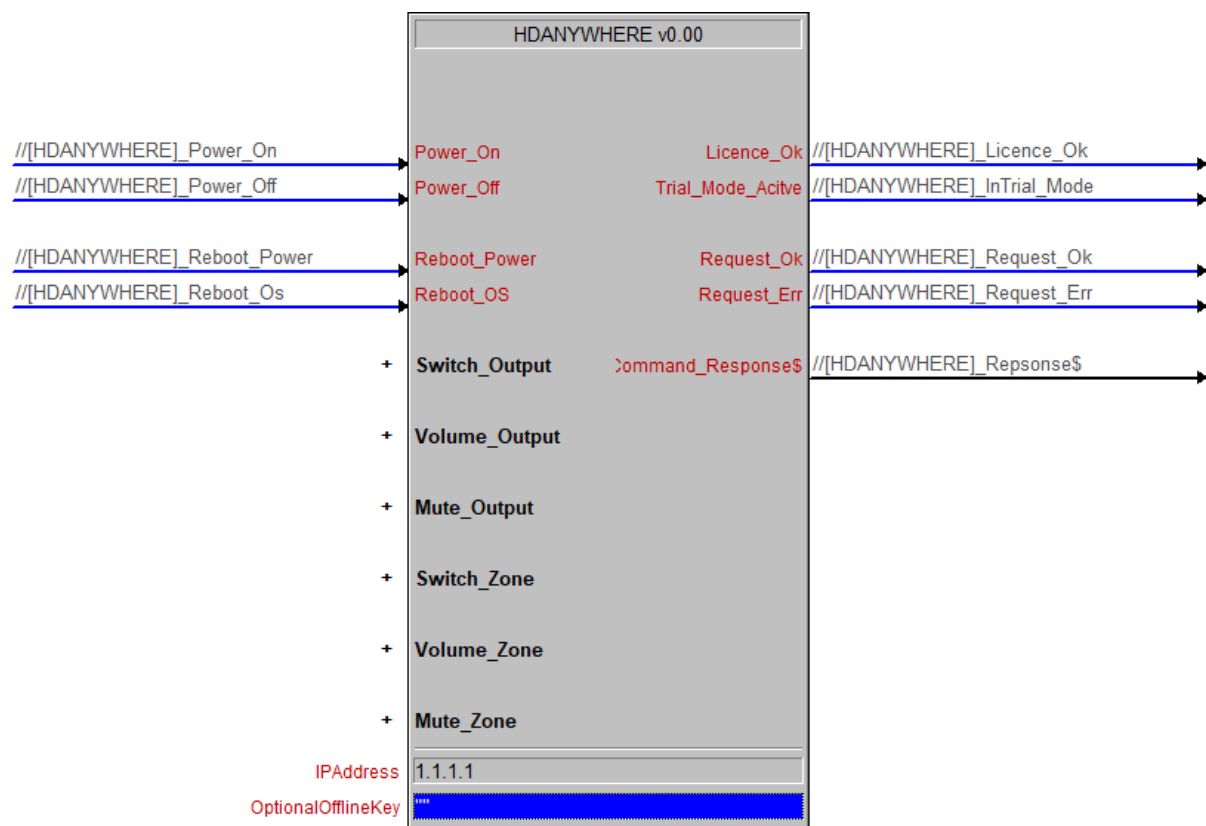 HDANYWHERE v0.00
//[HDANYWHERE]_Power_On Power_On Licence_Ok //[HDANYWHERE]_Licence_Ok
//[HDANYWHERE]_Power_Off Power_Off Trial_Mode_Acitve //[HDANYWHERE]_InTrial_Mode
//[HDANYWHERE]_Reboot_Power Reboot_Power Request_Ok //[HDANYWHERE]_Request_Ok
//[HDANYWHERE]_Reboot_Os Reboot_OS Request_Err //[HDANYWHERE]_Request_Err
+ Switch_Output Command_Response$ //[HDANYWHERE]_Repsonse$
+ Volume_Output
+ Mute_Output
+ Switch_Zone
+ Volume_Zone
+ Mute_Zone
IPAddress 1.1.1.1
OptionalOfflineKey ""